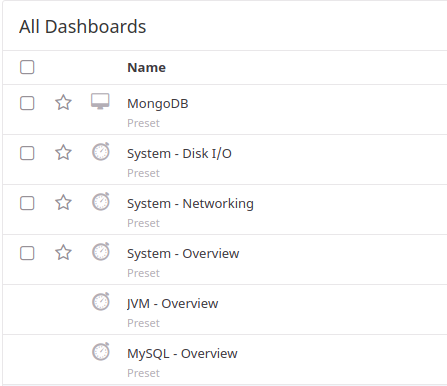 All Dashboards
Name
MongoDB
Preset
System - Disk I/O
Preset
System - Networking
Preset
System - Overview
Preset
JVM - Overview
Preset
MySQL - Overview
Preset